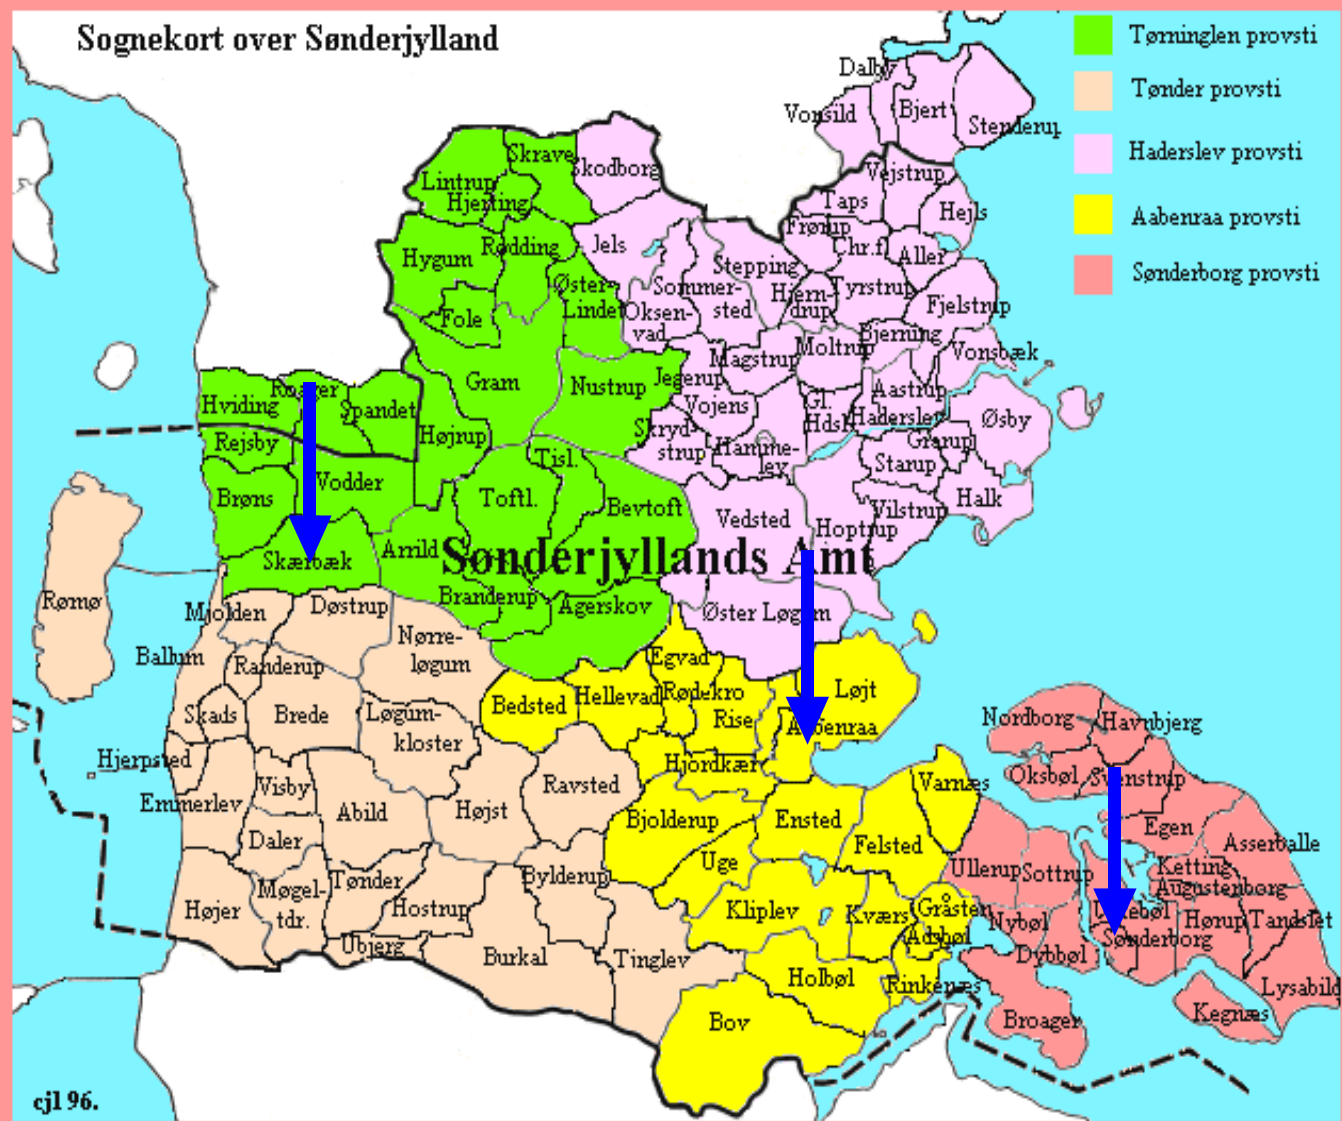 Sognekort over Sønderjylland
Tørninglen provsti
Tønder provsti
Haderslev provsti
Aabenraa provsti
Sønderborg provsti
Dalby
Vonsild
Bjert
Stenderup
Skrave
Skodborg
Lintrup
Hjerting
Vejstrup
Taps
Hejls
Frørup
Chr.f.
Aller
Rødding
Jels
Hygum
Stepping
Øster-
Lindet
Sommer-
sted
Hjern-
drup
Tyrstrup
Fjelstrup
Fole
Oksen-
vad
Bjerning
Moltrup
Magstrup
Vonsbæk
Gram
Nustrup
Jegerup
Aastrup
Roager
Hviding
Spandet
Vojens
Gl.
Hdsl.
Haderslev
Øsby
Rejsby
Højrup
Skryd-
strup
Hamme-
lev
Grarup
Starup
Tisl.
Vodder
Brøns
Toftl.
Bevtoft
Vedsted
Hoptrup
Vilstrup
Halk
Skærbæk
Arrild
Sønderjyllands Amt
Rømø
Mjolden
Døstrup
Branderup
Agerskov
Øster Løgum
Nørre-
løgum
Ballum
Randerup
Egvad
Rødekro
Løjt
Skads
Brede
Løgum-
kloster
Bedsted
Hellevad
Rise
Aabenraa
Nordborg
Havnbjerg
Hjerpsted
Hjordkær
Oksbøl
Svenstrup
Emmerlev
Visby
Abild
Højst
Ravsted
Varnæs
Bjolderup
Ensted
Egen
Daler
Felsted
Asserballe
Uge
Ullerup
Sottrup
Ketting
Augustenborg
Møgel-
tdr.
Tønder
Bylderup
Højer
Hostrup
Kliplev
Kværs
Gråsten
Adsbøl
Nybøl
Hørup
Tandslet
Sønderborg
Ubjerg
Burkal
Tinglev
Holbøl
Rinkenæs
Dybbøl
Lysabild
Bov
Broager
Kegnæs
cjl 96.